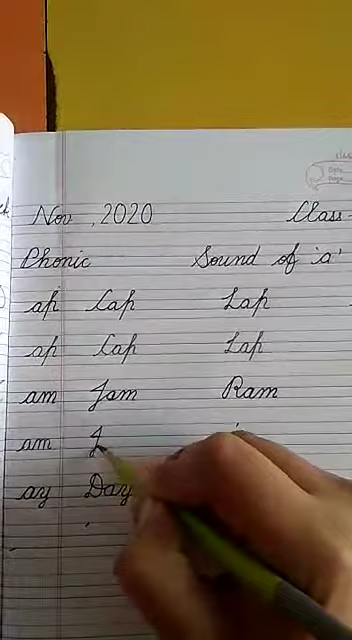 Nov , 2020 Class
Phonic Sound of 'a'
ap Cap Lap
ap Cap Lap
am Jam Ram
am J
ay Day